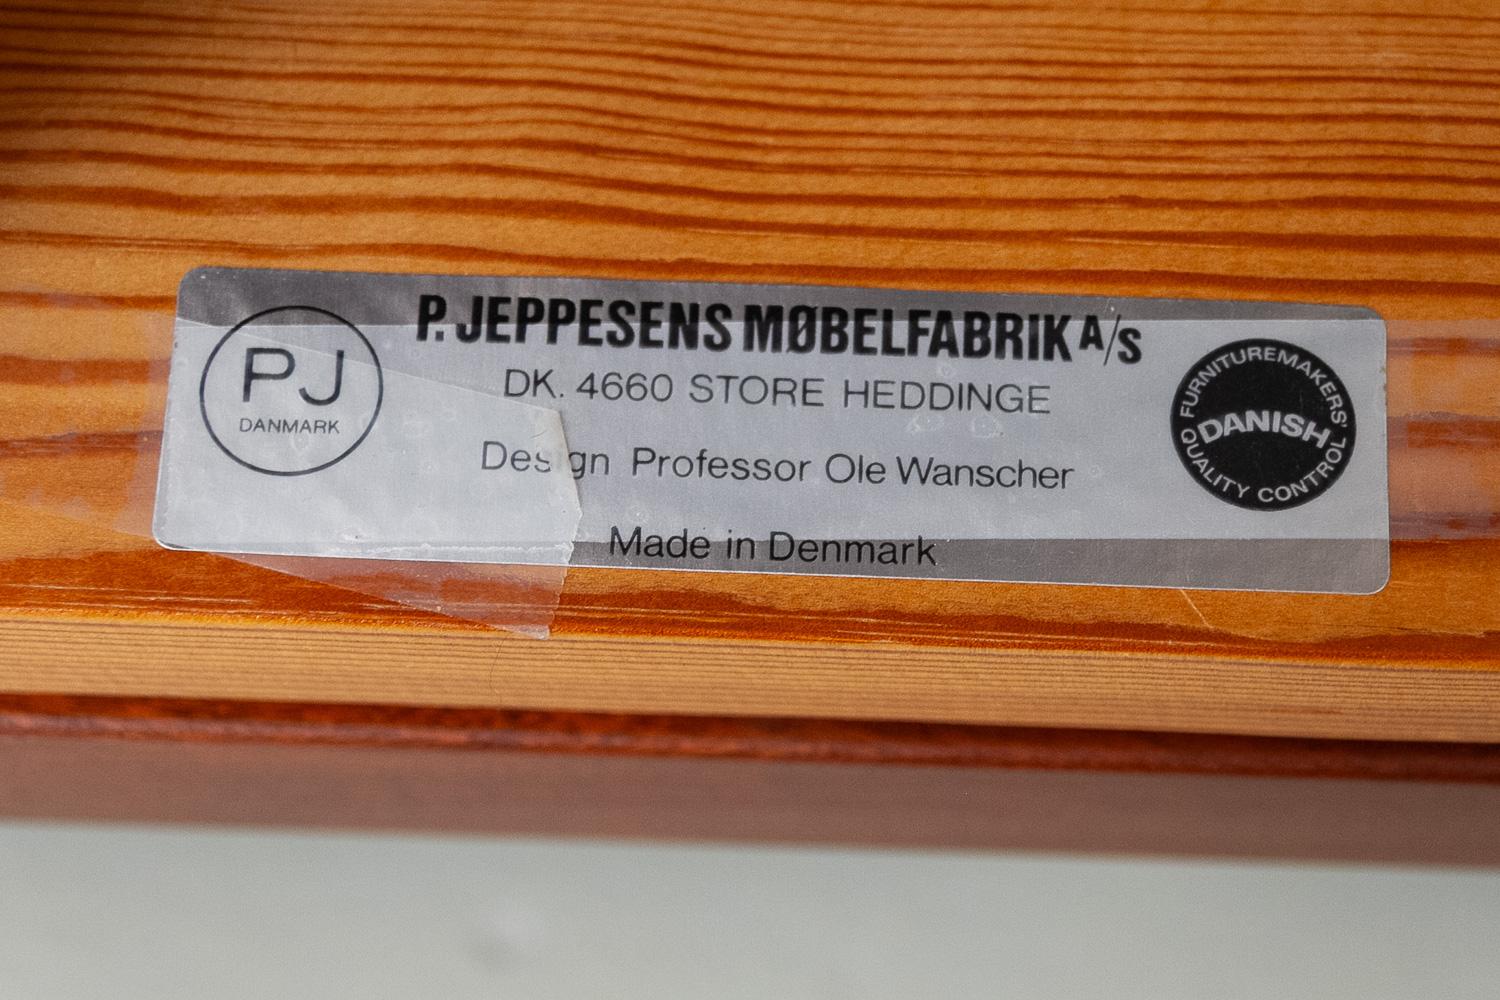 PJ
DANMARK
P. JEPPESENS MØBELFABRIK A/S
DK. 4660 STORE HEDDINGE
Design Professor Ole Wanscher
Made in Denmark
FURNITUREMAKERS'
DANISH
QUALITY CONTROL